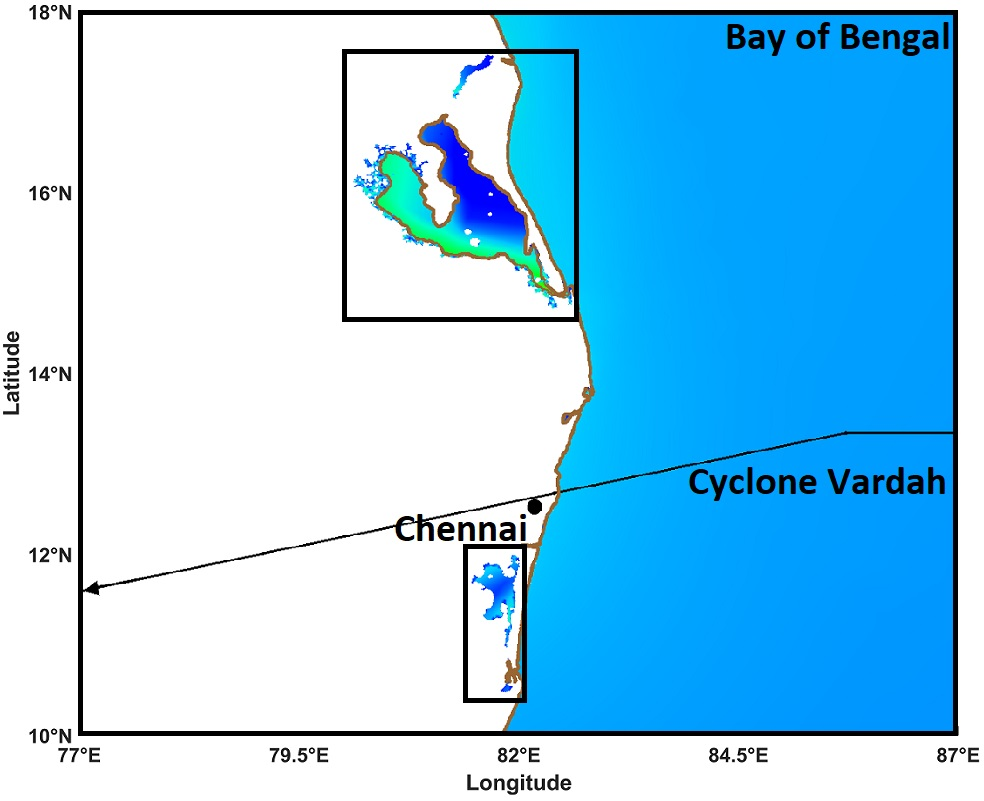 18°N
Bay of Bengal
16°N
14°N
Latitude
Cyclone Vardah
Chennai
12°N
10°N
77°E 79.5°E 82°E 84.5°E 87°E
Longitude